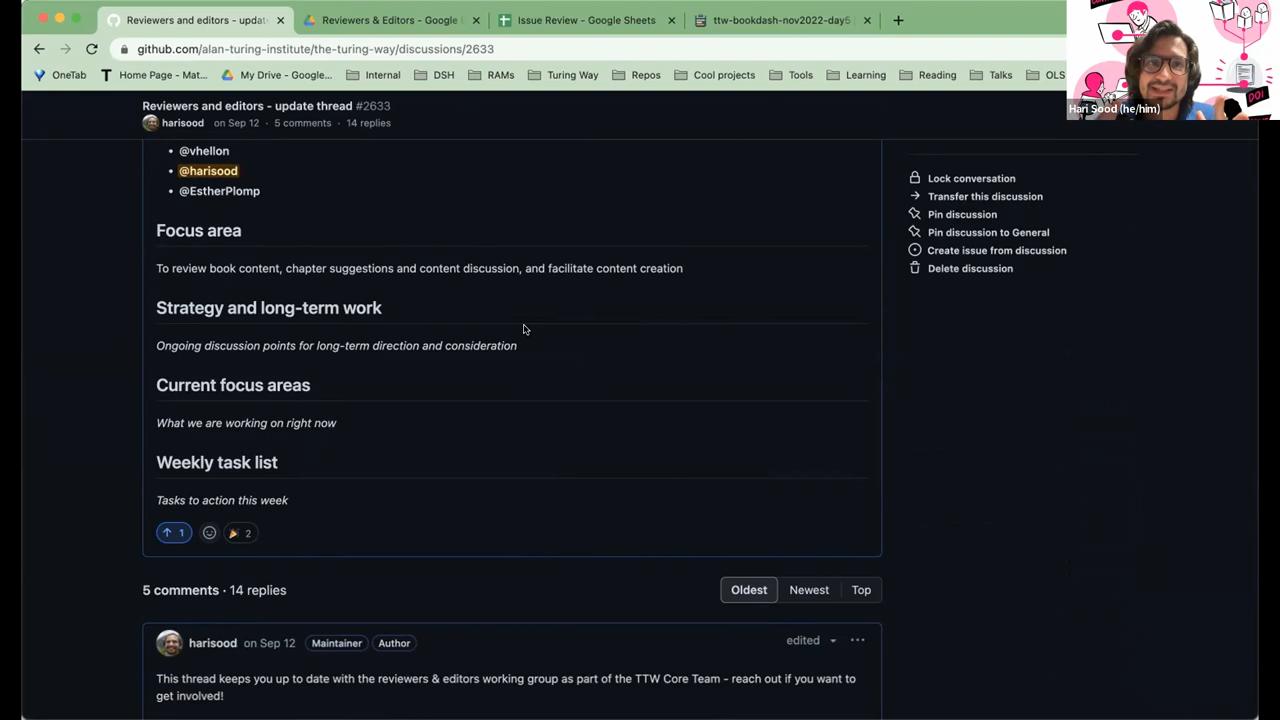 Reviewers and editors - updat
Reviewers & Editors - Google
Issue Review - Google Sheets
ttw-bookdash-nov2022-day5
github.com/alan-turing-institute/the-turing-way/discussions/2633
OneTab
Home Page - Mat...
My Drive - Google...
Internal
DSH
RAMs
Turing Way
Repos
Cool projects
Tools
Learning
Reading
Talks
OLS
DOI
Hari Sood (he/him)
Reviewers and editors - update thread #2633
harisood on Sep 12 · 5 comments · 14 replies
@vhellon
@harisood
@EstherPlomp
Focus area
To review book content, chapter suggestions and content discussion, and facilitate content creation
Strategy and long-term work
Ongoing discussion points for long-term direction and consideration
Current focus areas
What we are working on right now
Weekly task list
Tasks to action this week
1
2
Lock conversation
Transfer this discussion
Pin discussion
Pin discussion to General
Create issue from discussion
Delete discussion
5 comments · 14 replies
Oldest Newest Top
harisood on Sep 12 Maintainer Author
edited
This thread keeps you up to date with the reviewers & editors working group as part of the TTW Core Team - reach out if you want to
get involved!